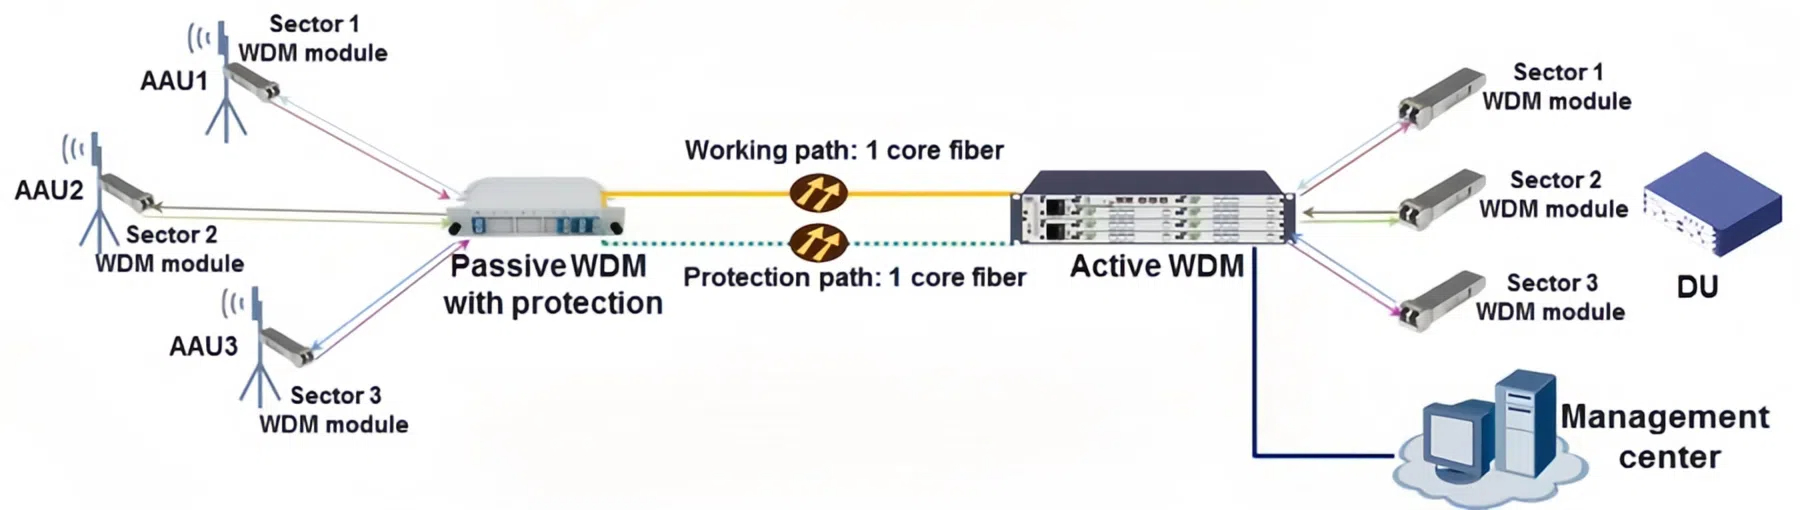 Sector 1
WDM module
AAU1
AAU2
Sector 2
WDM module
AAU3
Sector 3
WDM module
Passive WDM
with protection
Working path: 1 core fiber
Protection path: 1 core fiber
Active WDM
Sector 1
WDM module
Sector 2
WDM module
Sector 3
WDM module
DU
Management
center